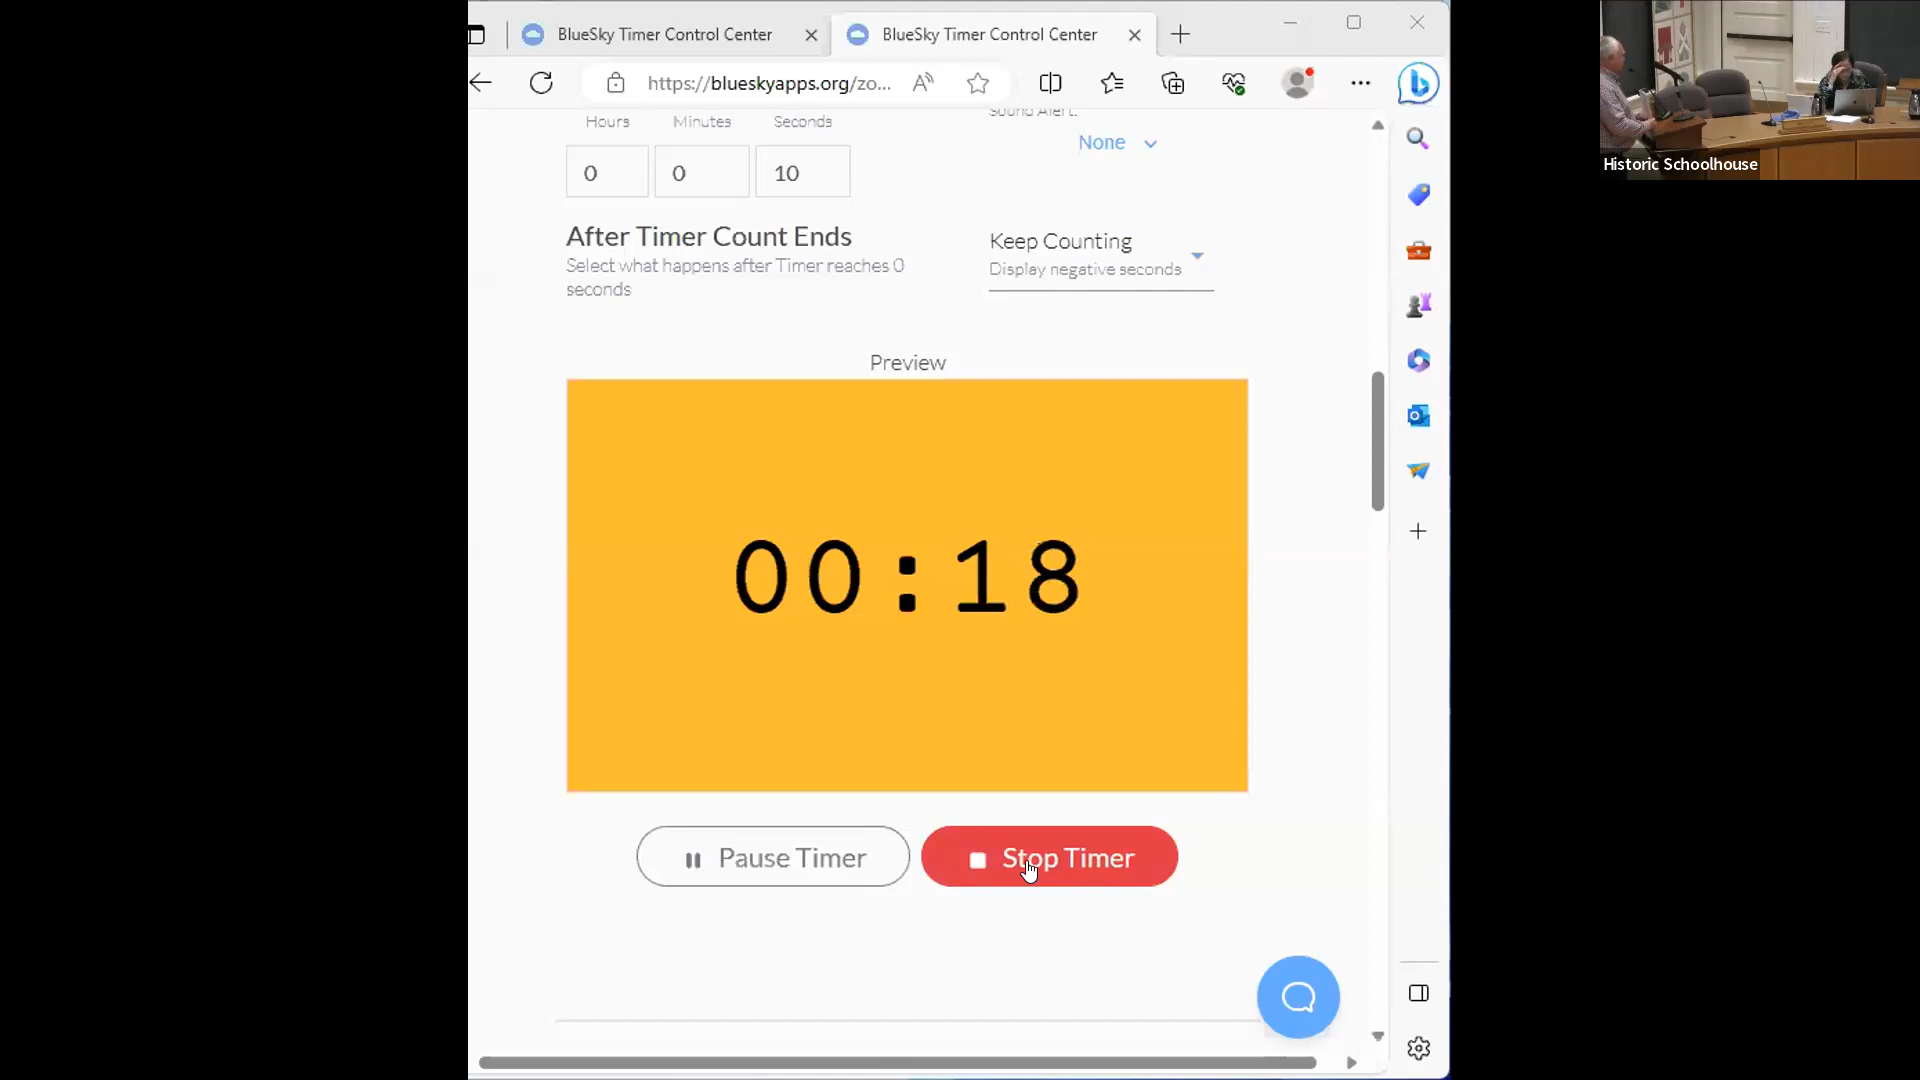 BlueSky Timer Control Center
BlueSky Timer Control Center
https://blueskyapps.org/zo...
Sound Alert:
Hours Minutes Seconds
None
0 0 10
After Timer Count Ends
Select what happens after Timer reaches 0
seconds
Keep Counting
Display negative seconds
Preview
00:18
Pause Timer
Stop Timer
Historic Schoolhouse